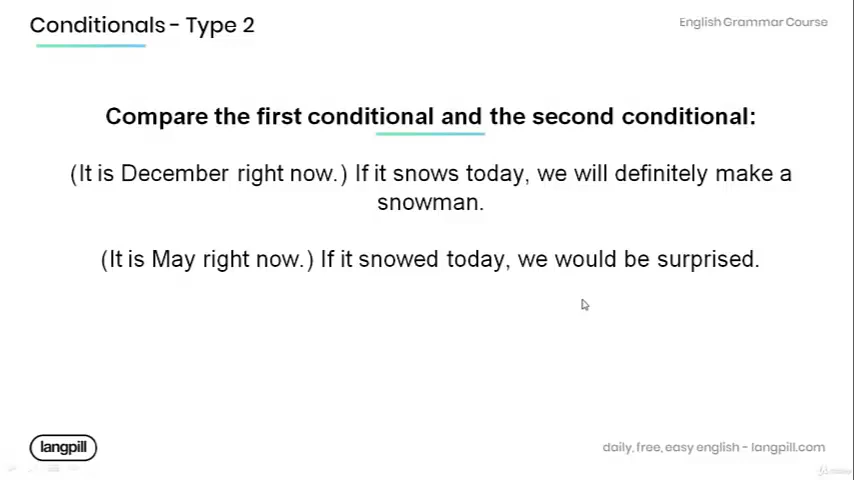 Conditionals - Type 2
English Grammar Course
Compare the first conditional and the second conditional:
(It is December right now.) If it snows today, we will definitely make a
snowman.
(It is May right now.) If it snowed today, we would be surprised.
langpill
daily, free, easy english - langpill.com